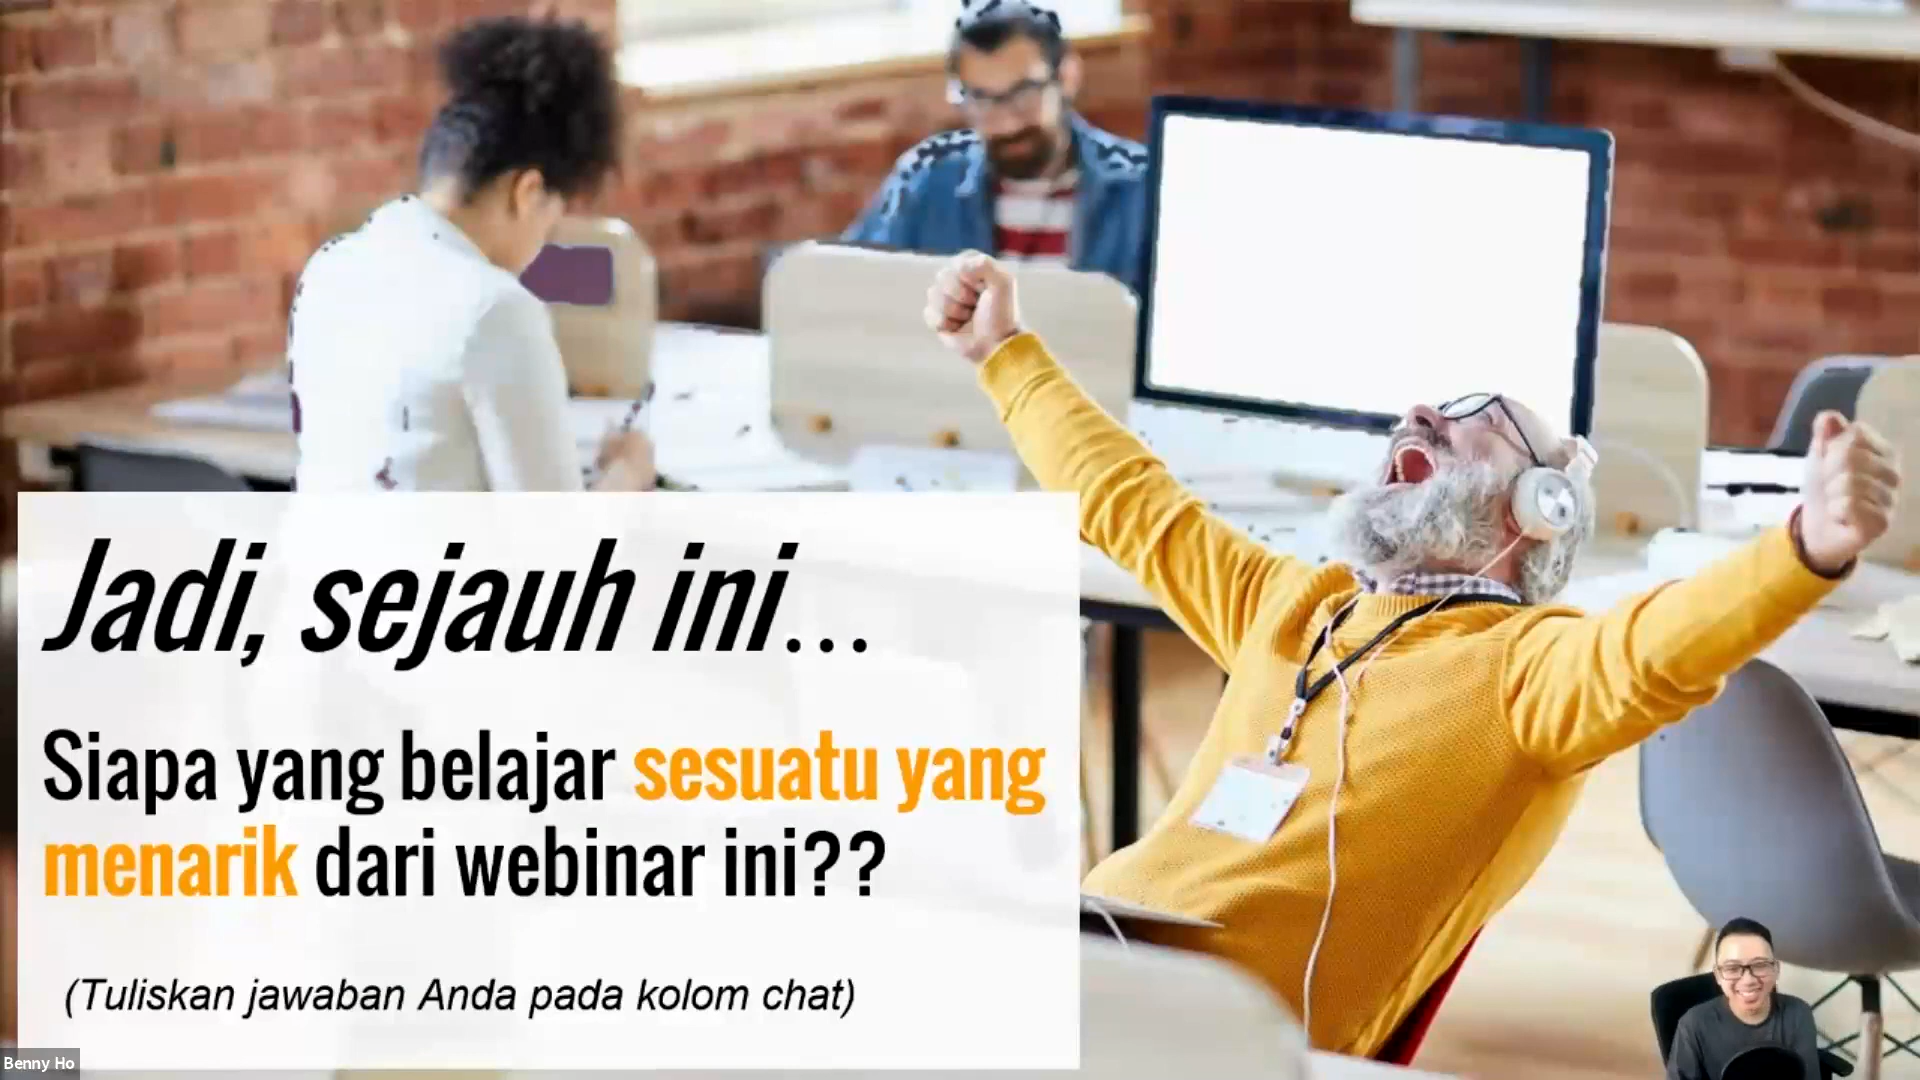 Jadi, sejauh ini...
Siapa yang belajar sesuatu yang
menarik dari webinar ini??
(Tuliskan jawaban Anda pada kolom chat)
Benny Ho